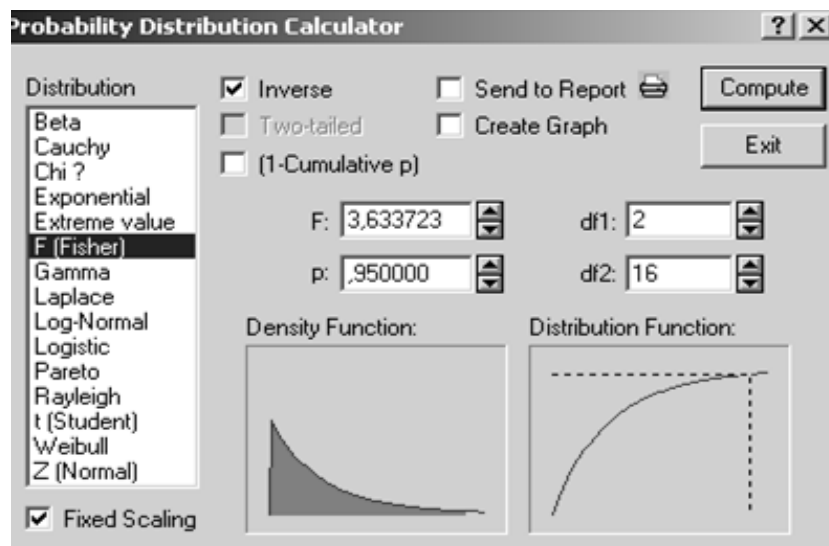 Probability Distribution Calculator
Distribution
Beta
Cauchy
Chi ?
Exponential
Extreme value
F (Fisher)
Gamma
Laplace
Log-Normal
Logistic
Pareto
Rayleigh
t (Student)
Weibull
Z (Normal)
Fixed Scaling
Inverse
Two-tailed
(1-Cumulative p)
Send to Report
Create Graph
Compute
Exit
F: 3,633723
df1: 2
p: ,950000
df2: 16
Density Function:
Distribution Function: